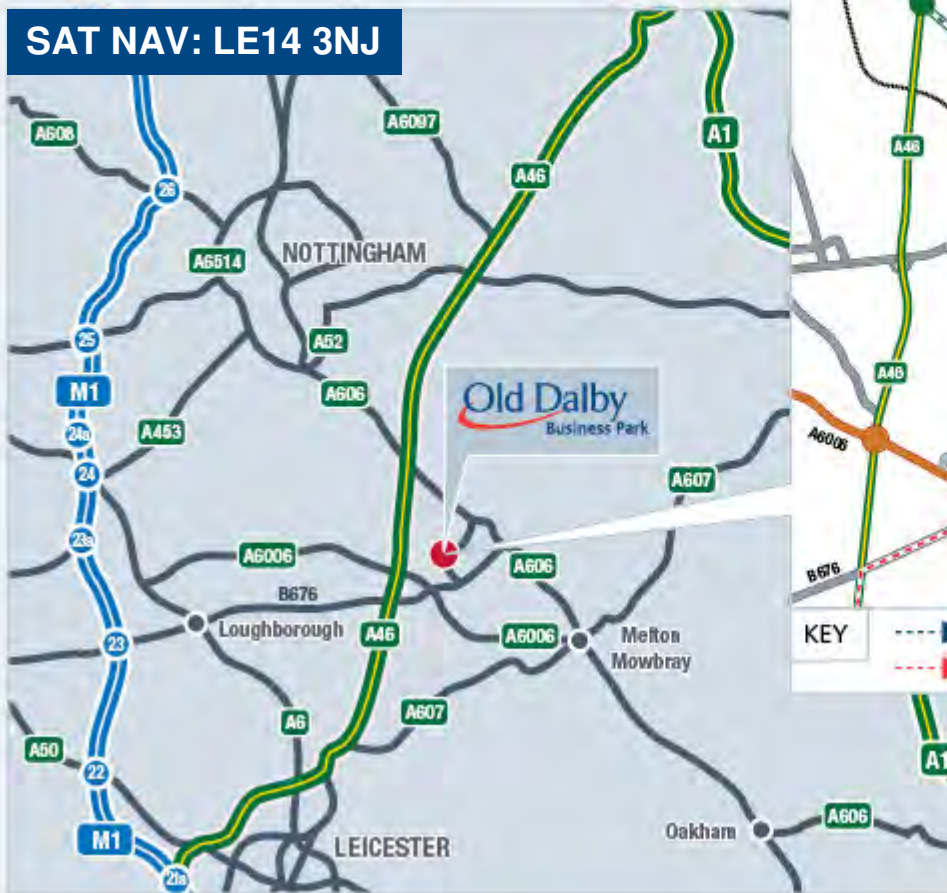 SAT NAV: LE14 3NJ
A608
A6097
A1
A46
26
A6514
NOTTINGHAM
25
A52
M1
A606
24a
A453
Old Dalby
Business Park
24
A607
23a
A6006
A606
B676
Loughborough
A46
A6006
Melton
Mowbray
23
A607
A6
A50
22
M1
LEICESTER
21a
Oakham
A606
A46
A46
A6006
B676
KEY